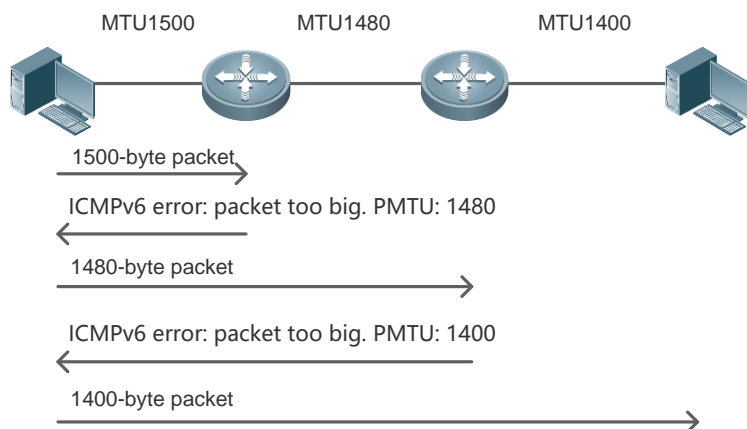 MTU1500 MTU1480 MTU1400
1500-byte packet
ICMPv6 error: packet too big. PMTU: 1480
1480-byte packet
ICMPv6 error: packet too big. PMTU: 1400
1400-byte packet